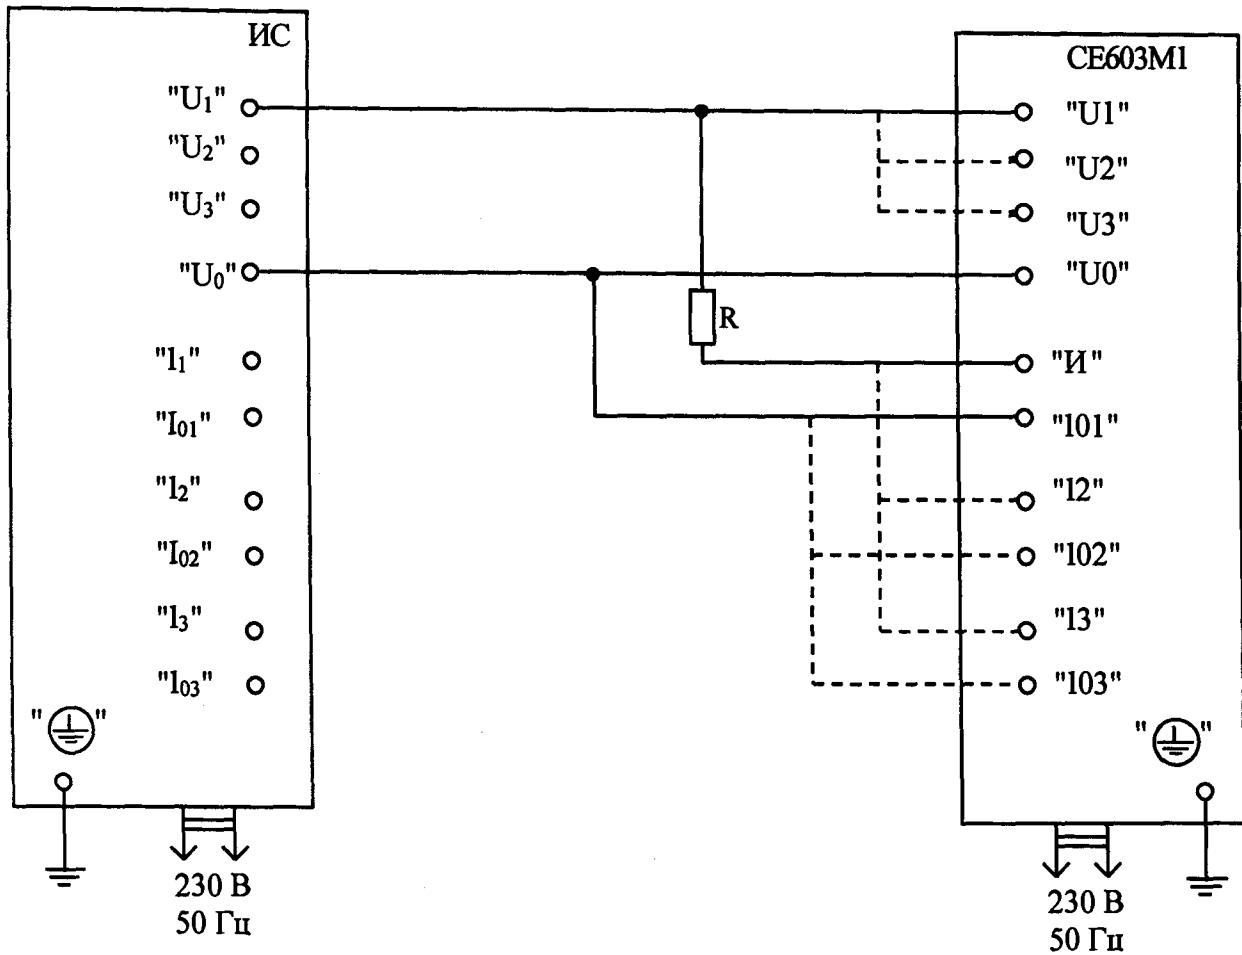 ИС
"U₁"
"U₂"
"U₃"
"U₀"
"I₁"
"I₀₁"
"I₂"
"I₀₂"
"I₃"
"I₀₃"
" "
230 В
50 Гц
R
CE603M1
"U1"
"U2"
"U3"
"U0"
"И"
"I01"
"I2"
"I02"
"I3"
"I03"
" "
230 В
50 Гц